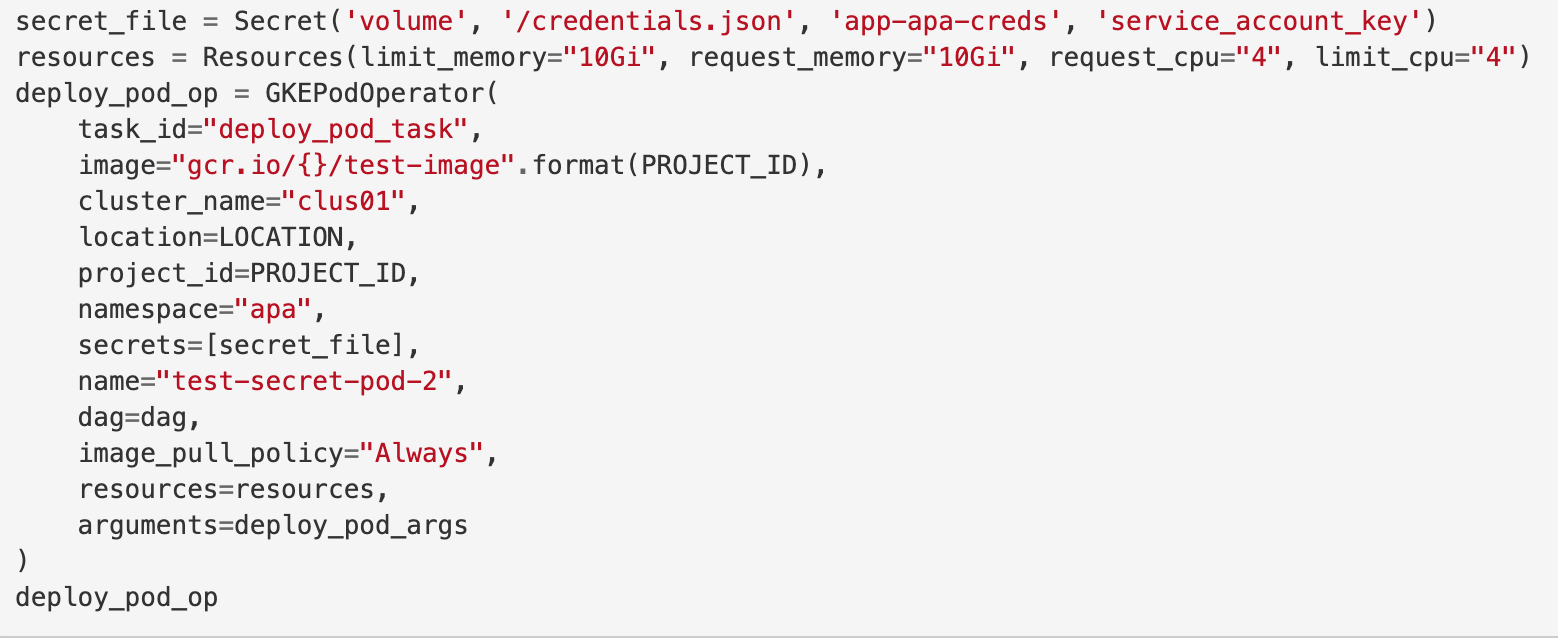 secret_file = Secret('volume', '/credentials.json', 'app-apa-creds', 'service_account_key')
resources = Resources(limit_memory="10Gi", request_memory="10Gi", request_cpu="4", limit_cpu="4")
deploy_pod_op = GKEPodOperator(
    task_id="deploy_pod_task",
    image="gcr.io/{}/test-image".format(PROJECT_ID),
    cluster_name="clus01",
    location=LOCATION,
    project_id=PROJECT_ID,
    namespace="apa",
    secrets=[secret_file],
    name="test-secret-pod-2",
    dag=dag,
    image_pull_policy="Always",
    resources=resources,
    arguments=deploy_pod_args
)
deploy_pod_op